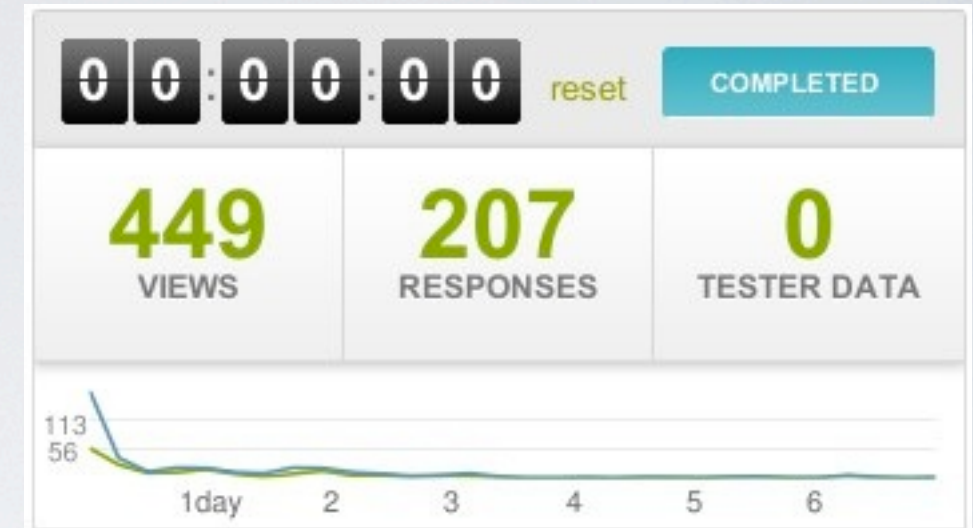 00:00:00 reset COMPLETED
449 207 0
VIEWS RESPONSES TESTER DATA
113
56
1day 2 3 4 5 6